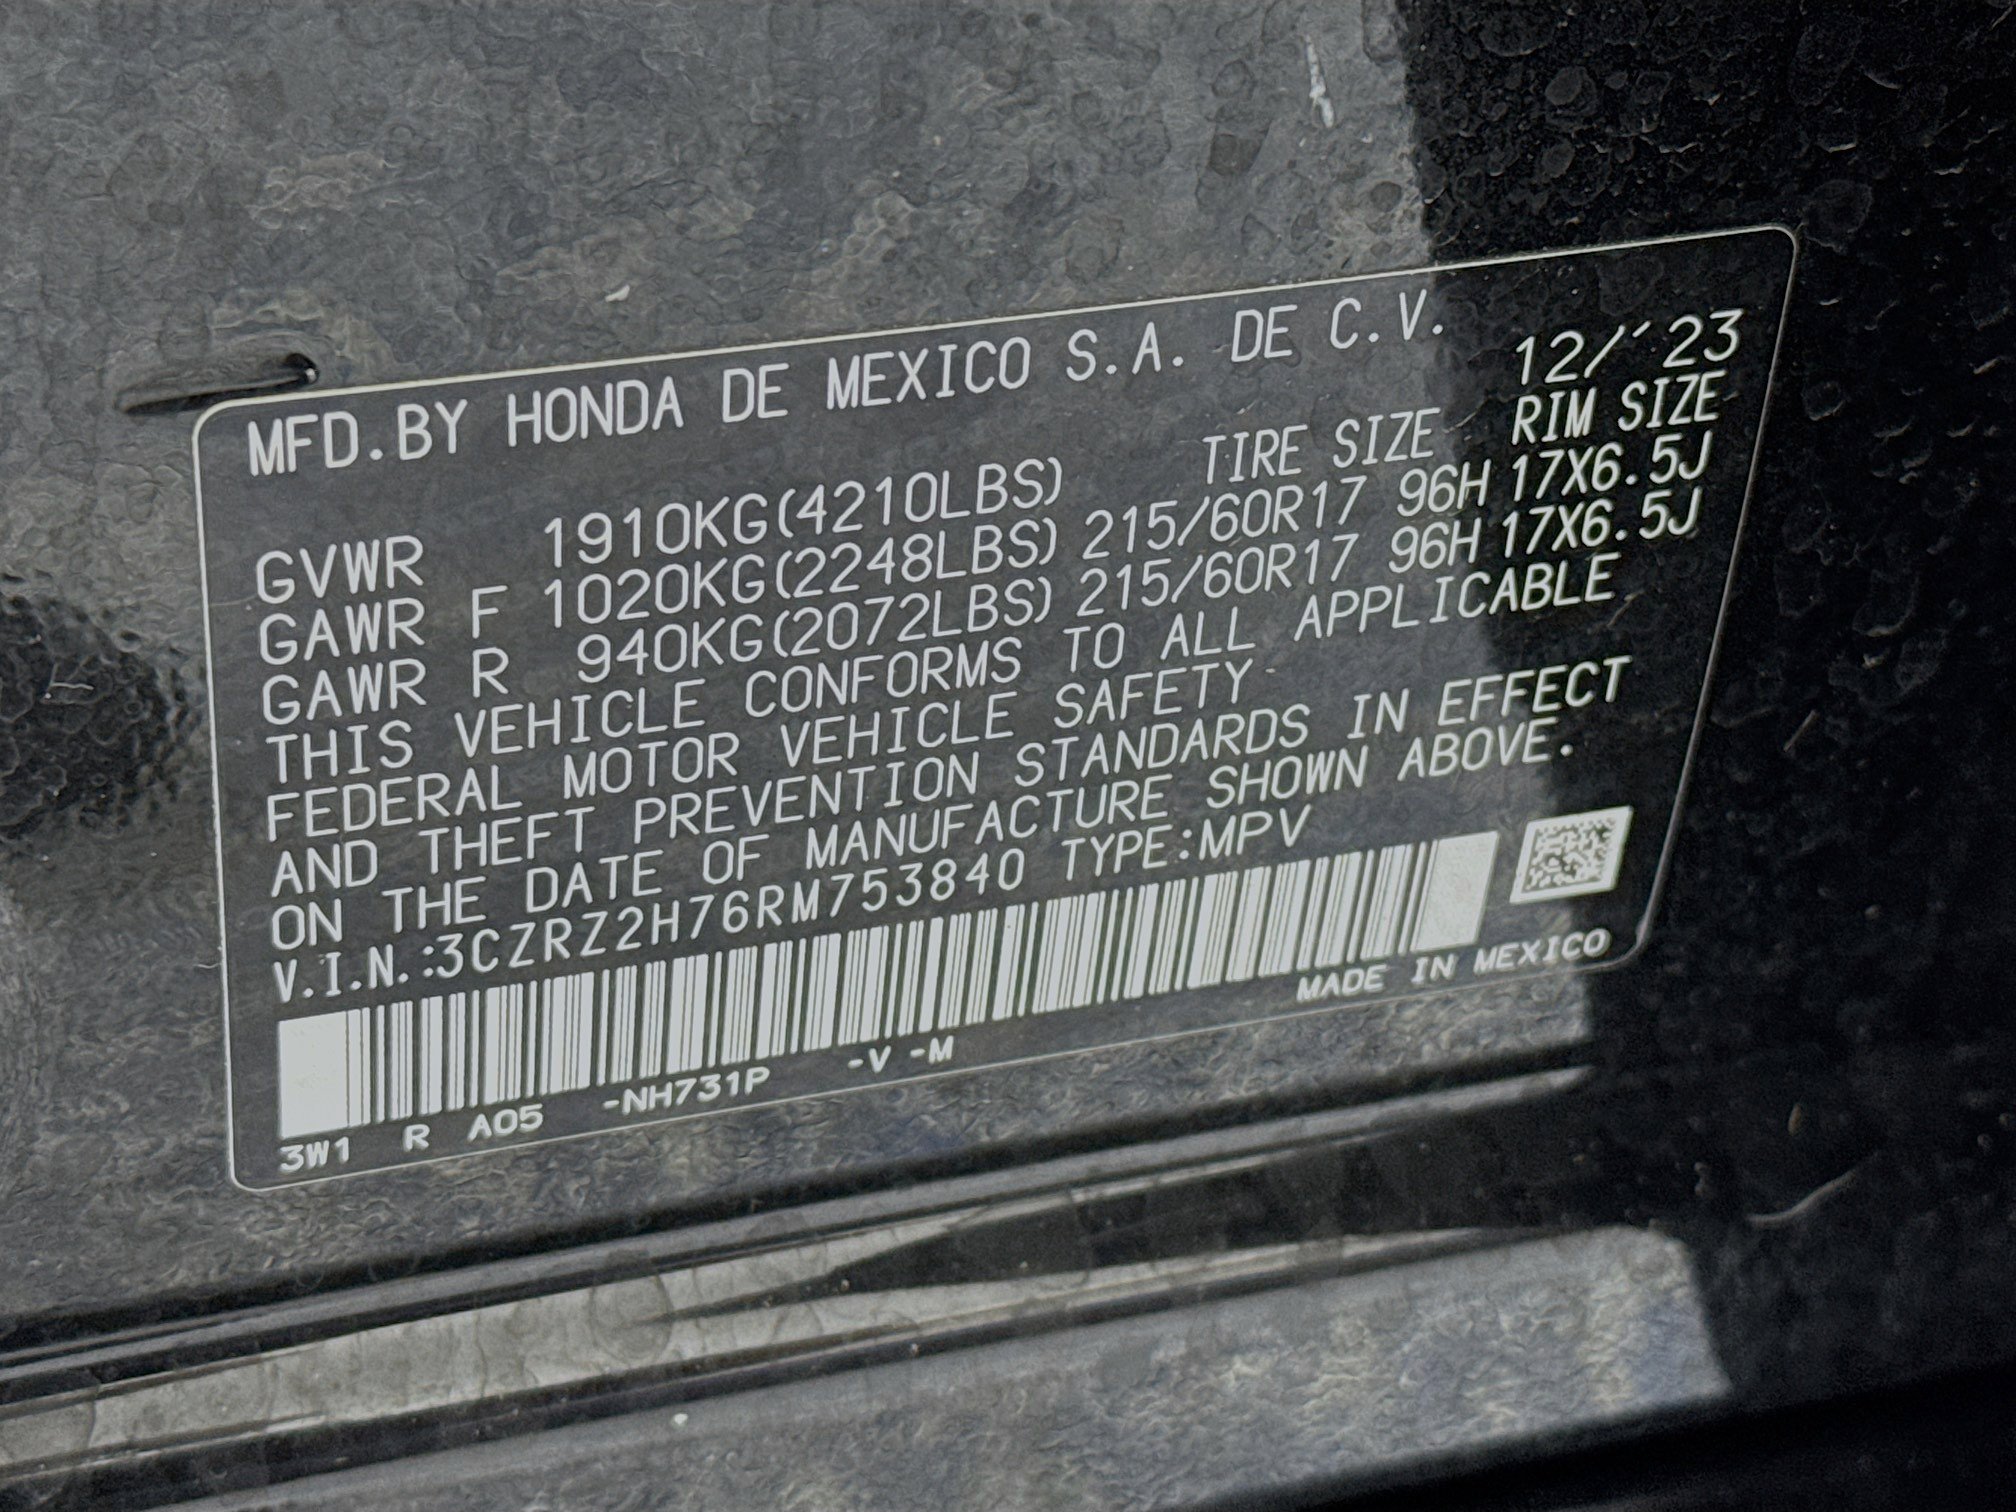 MFD.BY HONDA DE MEXICO S.A. DE C.V. 12/´23
GVWR 1910KG(4210LBS) TIRE SIZE RIM SIZE
GAWR F 1020KG(2248LBS) 215/60R17 96H 17X6.5J
GAWR R 940KG(2072LBS) 215/60R17 96H 17X6.5J
THIS VEHICLE CONFORMS TO ALL APPLICABLE
FEDERAL MOTOR VEHICLE SAFETY
AND THEFT PREVENTION STANDARDS IN EFFECT
ON THE DATE OF MANUFACTURE SHOWN ABOVE.
V.I.N.:3CZRZ2H76RM753840 TYPE:MPV
MADE IN MEXICO
3W1 R A05 -NH731P -V -M